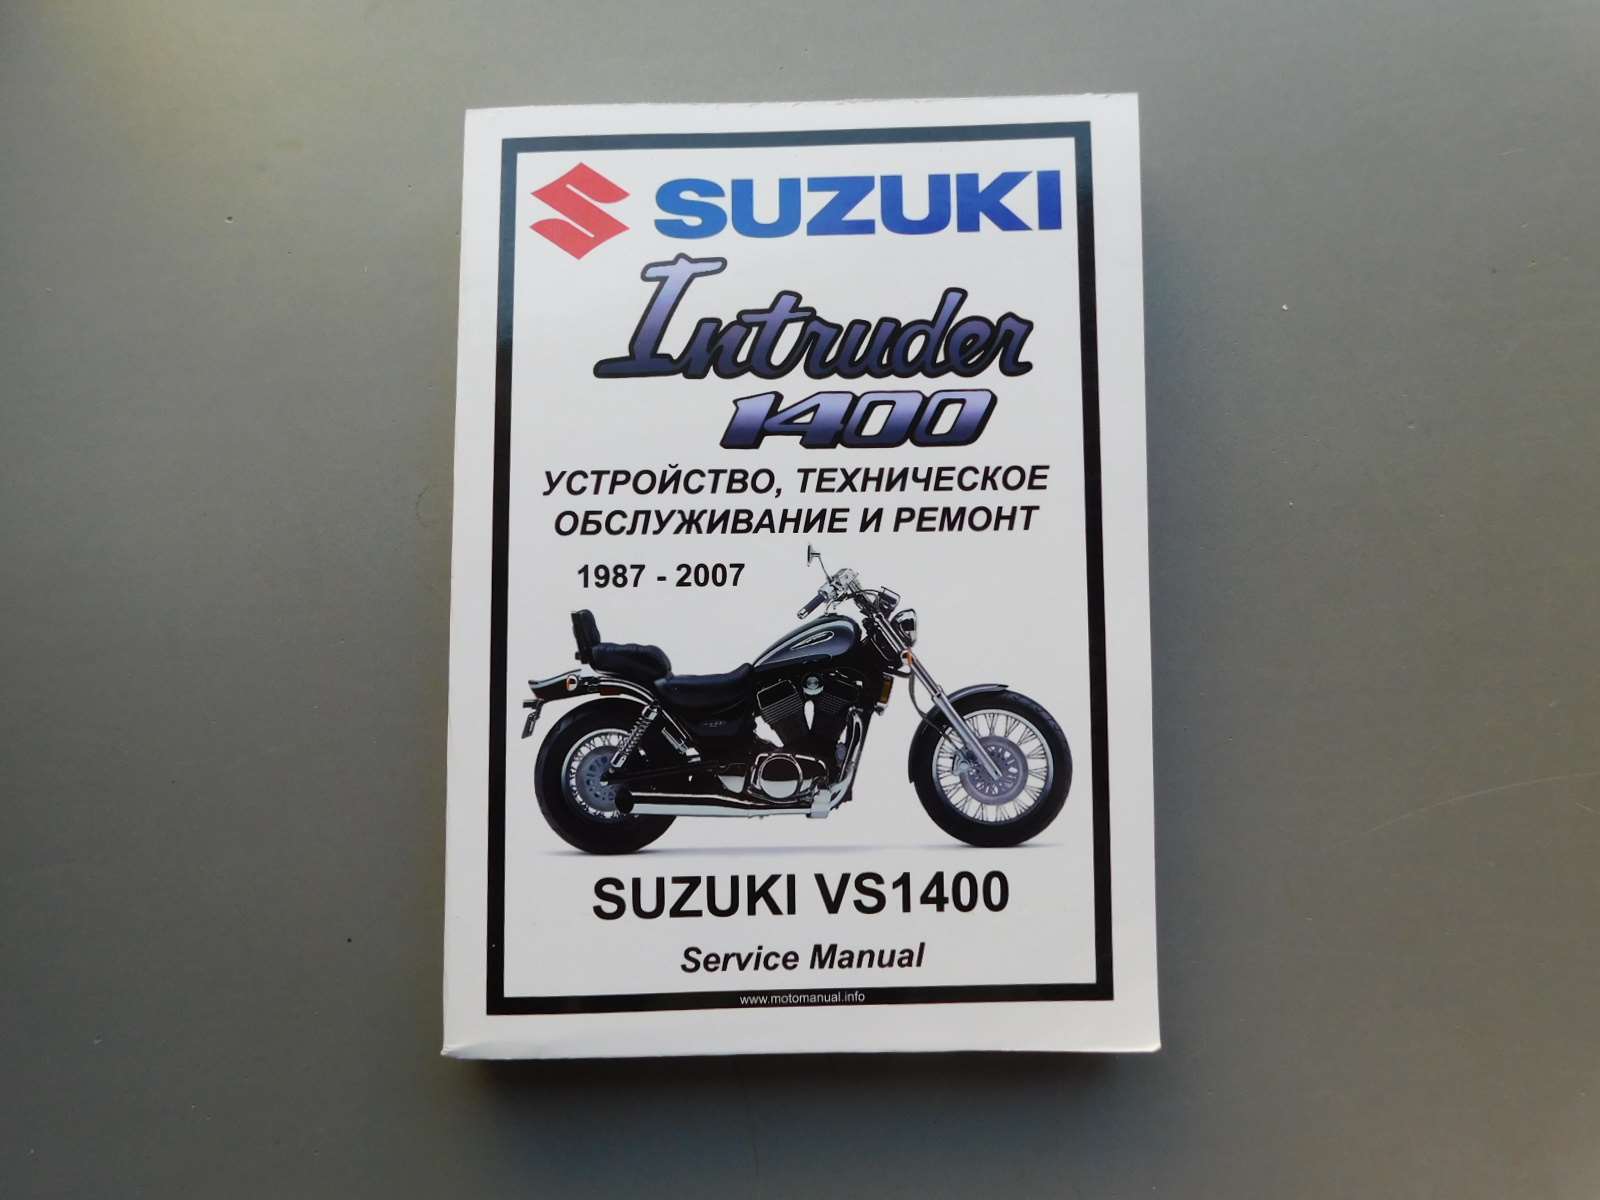 SUZUKI
Intruder
1400
УСТРОЙСТВО, ТЕХНИЧЕСКОЕ
ОБСЛУЖИВАНИЕ И РЕМОНТ
1987 - 2007
SUZUKI VS1400
Service Manual
www.motomanual.info